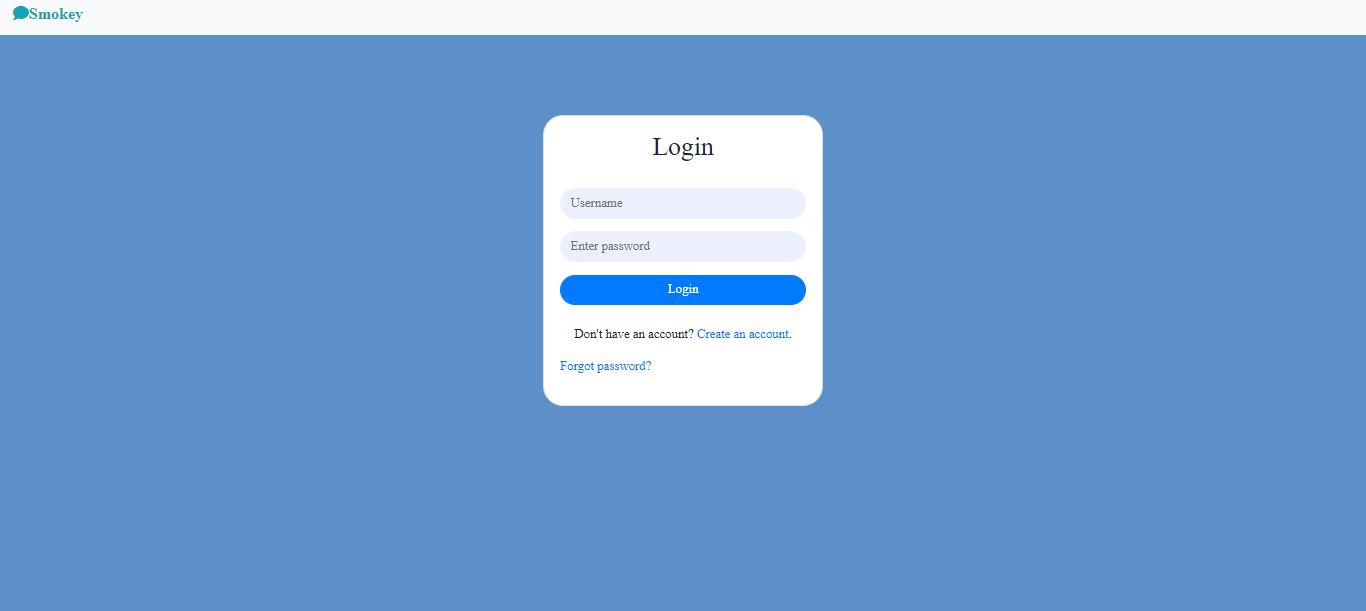 Smokey
Login
Username
Enter password
Login
Don't have an account? Create an account.
Forgot password?